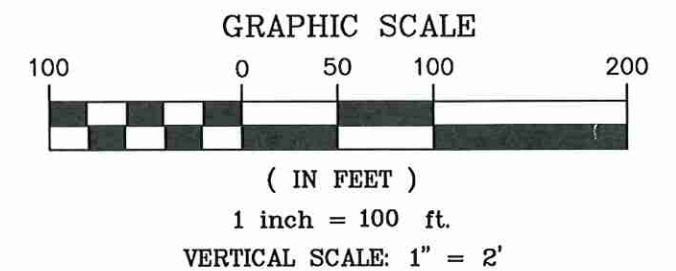 GRAPHIC SCALE
100 0 50 100 200
( IN FEET )
1 inch = 100 ft.
VERTICAL SCALE: 1" = 2'